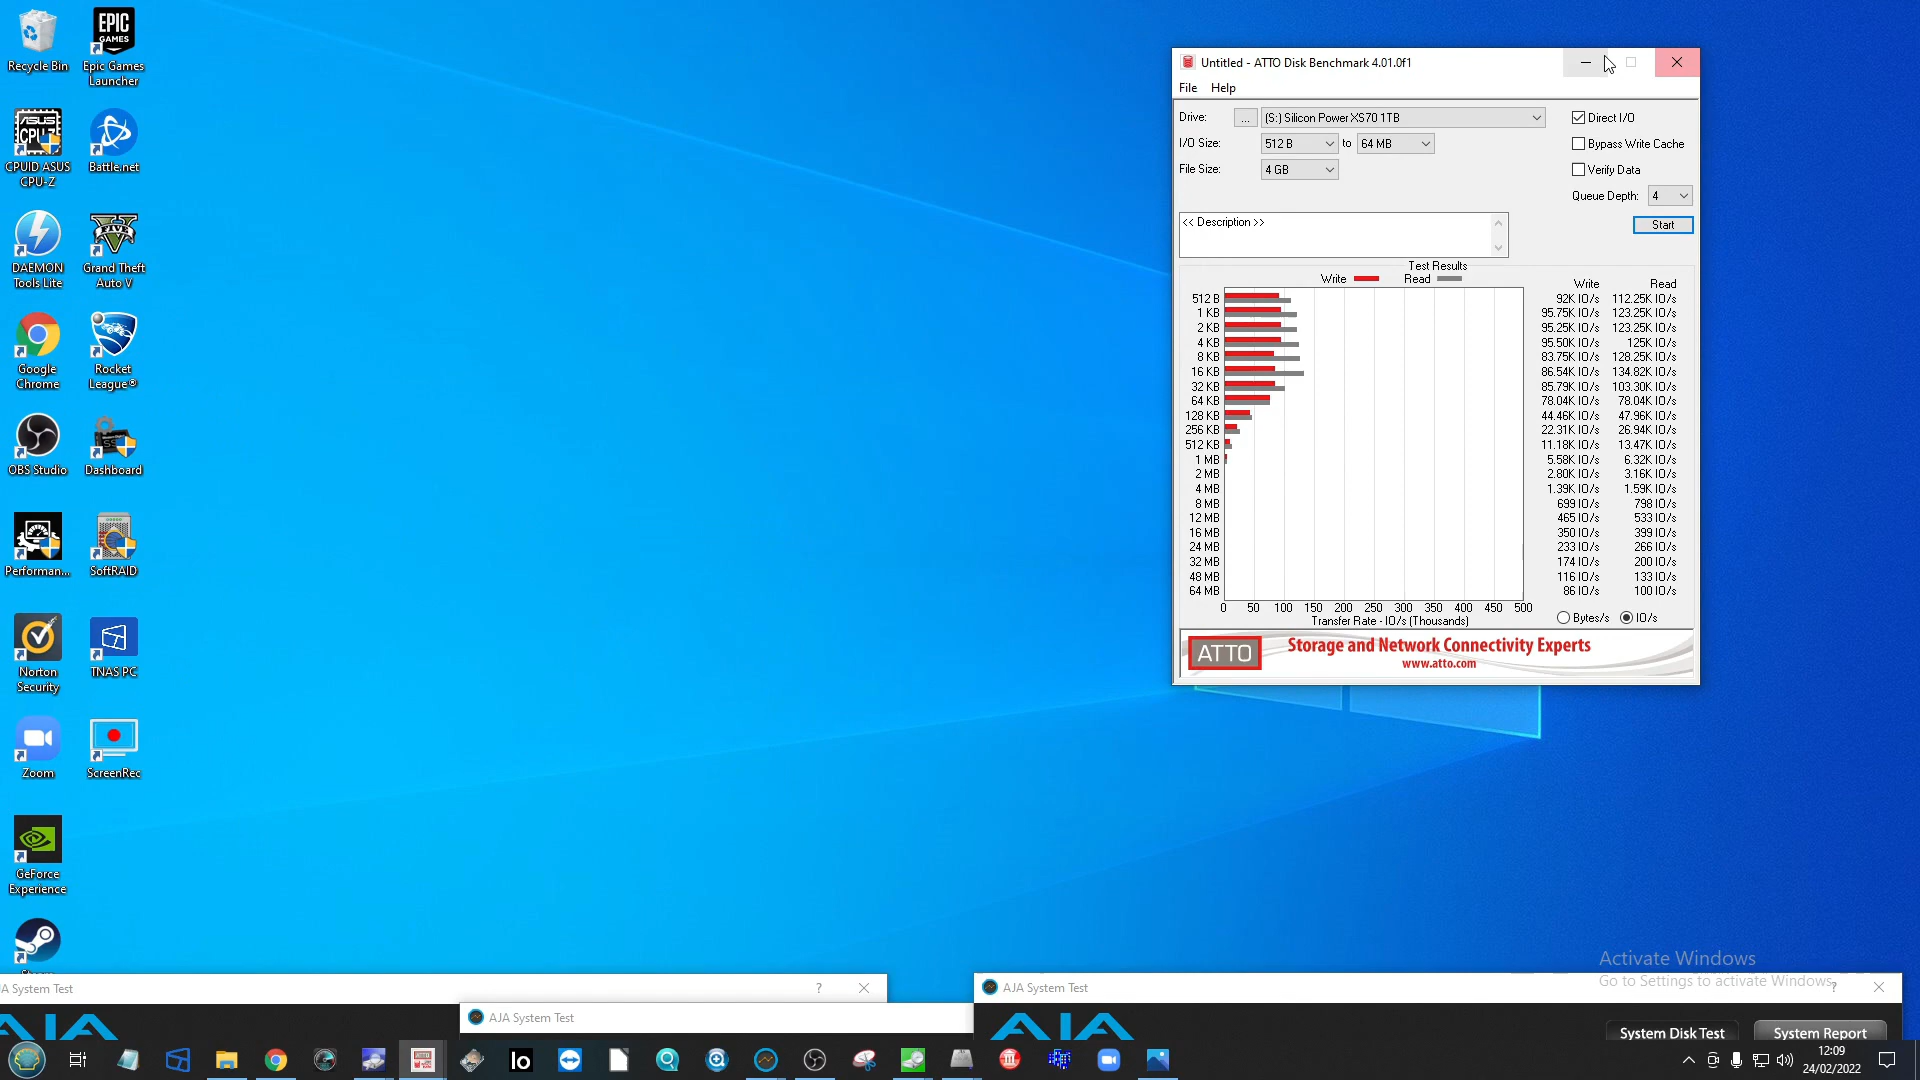 Recycle Bin
EPIC
GAMES
Epic Games
Launcher
ASUS
CPU-Z
CPUID ASUS
CPU-Z
Battle.net
DAEMON
Tools Lite
FIVE
Grand Theft
Auto V
Google
Chrome
Rocket
League®
OBS Studio
Dashboard
Performan...
SoftRAID
Norton
Security
TNAS PC
Zoom
ScreenRec
GeForce
Experience
Untitled - ATTO Disk Benchmark 4.01.0f1
File Help
Drive: ... (S:) Silicon Power XS70 1TB
Direct I/O
I/O Size: 512 B to 64 MB
Bypass Write Cache
File Size: 4 GB
Verify Data
Queue Depth: 4
<< Description >>
Start
Test Results
Write Read
Write Read
512 B 92K IO/s 112.25K IO/s
1 KB 95.75K IO/s 123.25K IO/s
2 KB 95.25K IO/s 123.25K IO/s
4 KB 95.50K IO/s 125K IO/s
8 KB 83.75K IO/s 128.25K IO/s
16 KB 86.54K IO/s 134.82K IO/s
32 KB 85.79K IO/s 103.30K IO/s
64 KB 78.04K IO/s 78.04K IO/s
128 KB 44.46K IO/s 47.96K IO/s
256 KB 22.31K IO/s 26.94K IO/s
512 KB 11.18K IO/s 13.47K IO/s
1 MB 5.58K IO/s 6.32K IO/s
2 MB 2.80K IO/s 3.16K IO/s
4 MB 1.39K IO/s 1.59K IO/s
8 MB 699 IO/s 798 IO/s
12 MB 465 IO/s 533 IO/s
16 MB 350 IO/s 399 IO/s
24 MB 233 IO/s 266 IO/s
32 MB 174 IO/s 200 IO/s
48 MB 116 IO/s 133 IO/s
64 MB 86 IO/s 100 IO/s
0 50 100 150 200 250 300 350 400 450 500
Transfer Rate - IO/s (Thousands)
Bytes/s IO/s
ATTO
Storage and Network Connectivity Experts
www.atto.com
Activate Windows
Go to Settings to activate Windows.
JA System Test ?
AJA System Test
AJA System Test ?
AJA
AJA
System Disk Test System Report
Io
12:09
24/02/2022